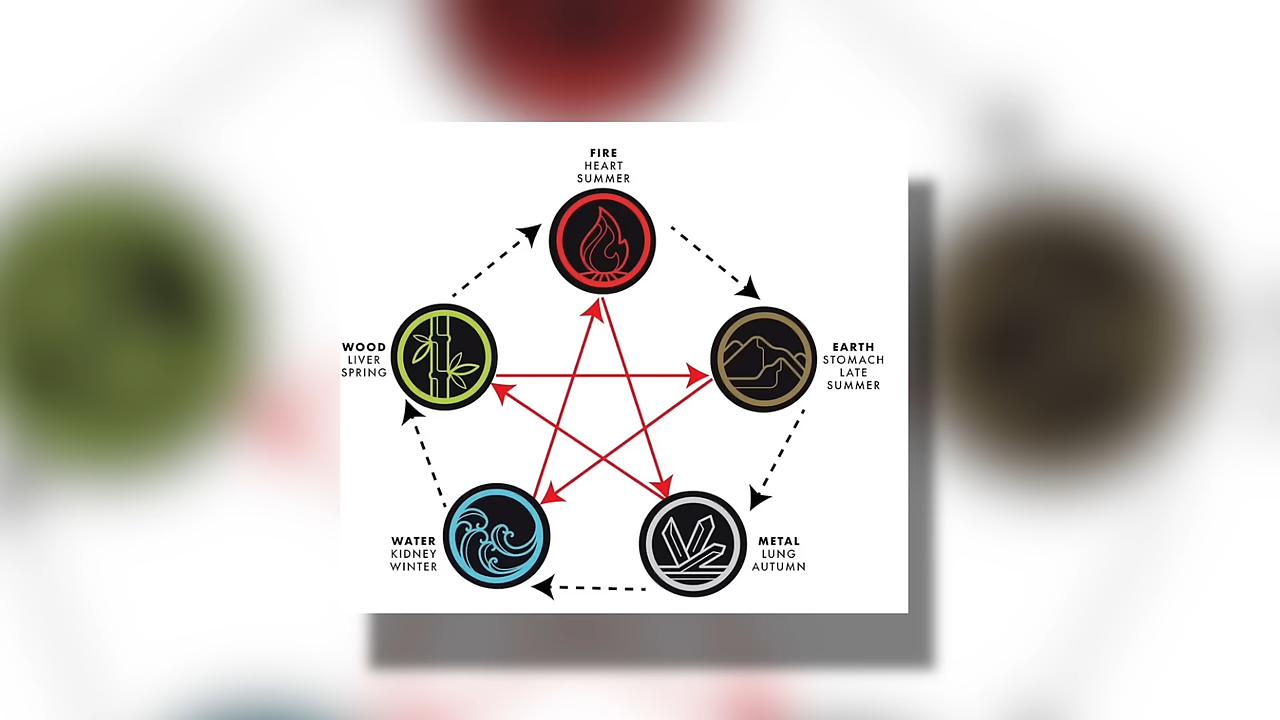 FIRE
HEART
SUMMER
WOOD
LIVER
SPRING
EARTH
STOMACH
LATE
SUMMER
WATER
KIDNEY
WINTER
METAL
LUNG
AUTUMN